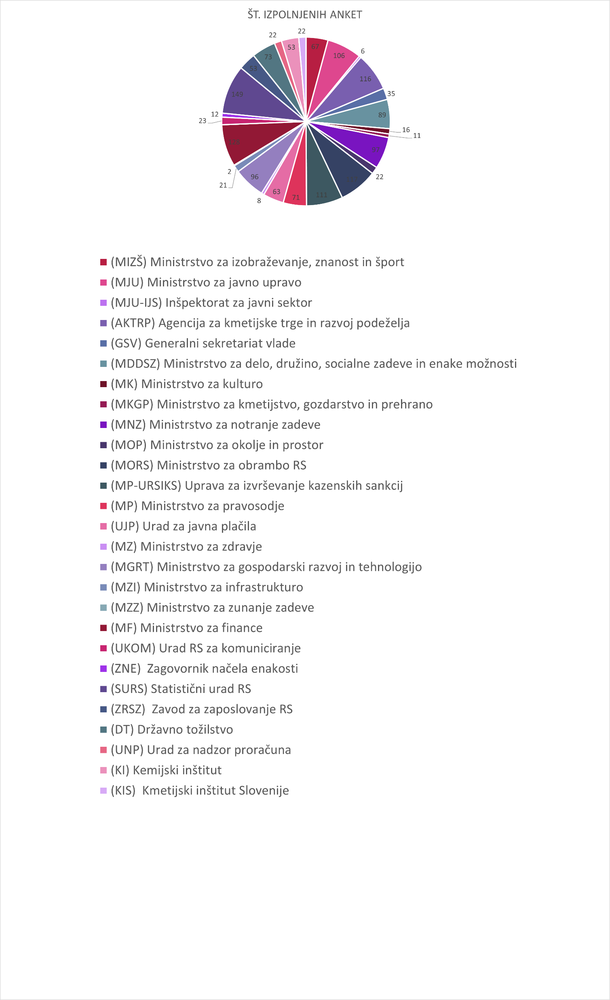 ŠT. IZPOLNJENIH ANKET
67
106
6
116
35
89
16
11
97
22
111
71
63
8
96
21
2
23
12
149
53
73
22
53
22
(MIZŠ) Ministrstvo za izobraževanje, znanost in šport
(MJU) Ministrstvo za javno upravo
(MJU-IJS) Inšpektorat za javni sektor
(AKTRP) Agencija za kmetijske trge in razvoj podeželja
(GSV) Generalni sekretariat vlade
(MDDSZ) Ministrstvo za delo, družino, socialne zadeve in enake možnosti
(MK) Ministrstvo za kulturo
(MKGP) Ministrstvo za kmetijstvo, gozdarstvo in prehrano
(MNZ) Ministrstvo za notranje zadeve
(MOP) Ministrstvo za okolje in prostor
(MORS) Ministrstvo za obrambo RS
(MP-URSIKS) Uprava za izvrševanje kazenskih sankcij
(MP) Ministrstvo za pravosodje
(UJP) Urad za javna plačila
(MZ) Ministrstvo za zdravje
(MGRT) Ministrstvo za gospodarski razvoj in tehnologijo
(MZI) Ministrstvo za infrastrukturo
(MZZ) Ministrstvo za zunanje zadeve
(MF) Ministrstvo za finance
(UKOM) Urad RS za komuniciranje
(ZNE)  Zagovornik načela enakosti
(SURS) Statistični urad RS
(ZRSZ)  Zavod za zaposlovanje RS
(DT) Državno tožilstvo
(UNP) Urad za nadzor proračuna
(KI) Kemijski inštitut
(KIS)  Kmetijski inštitut Slovenije